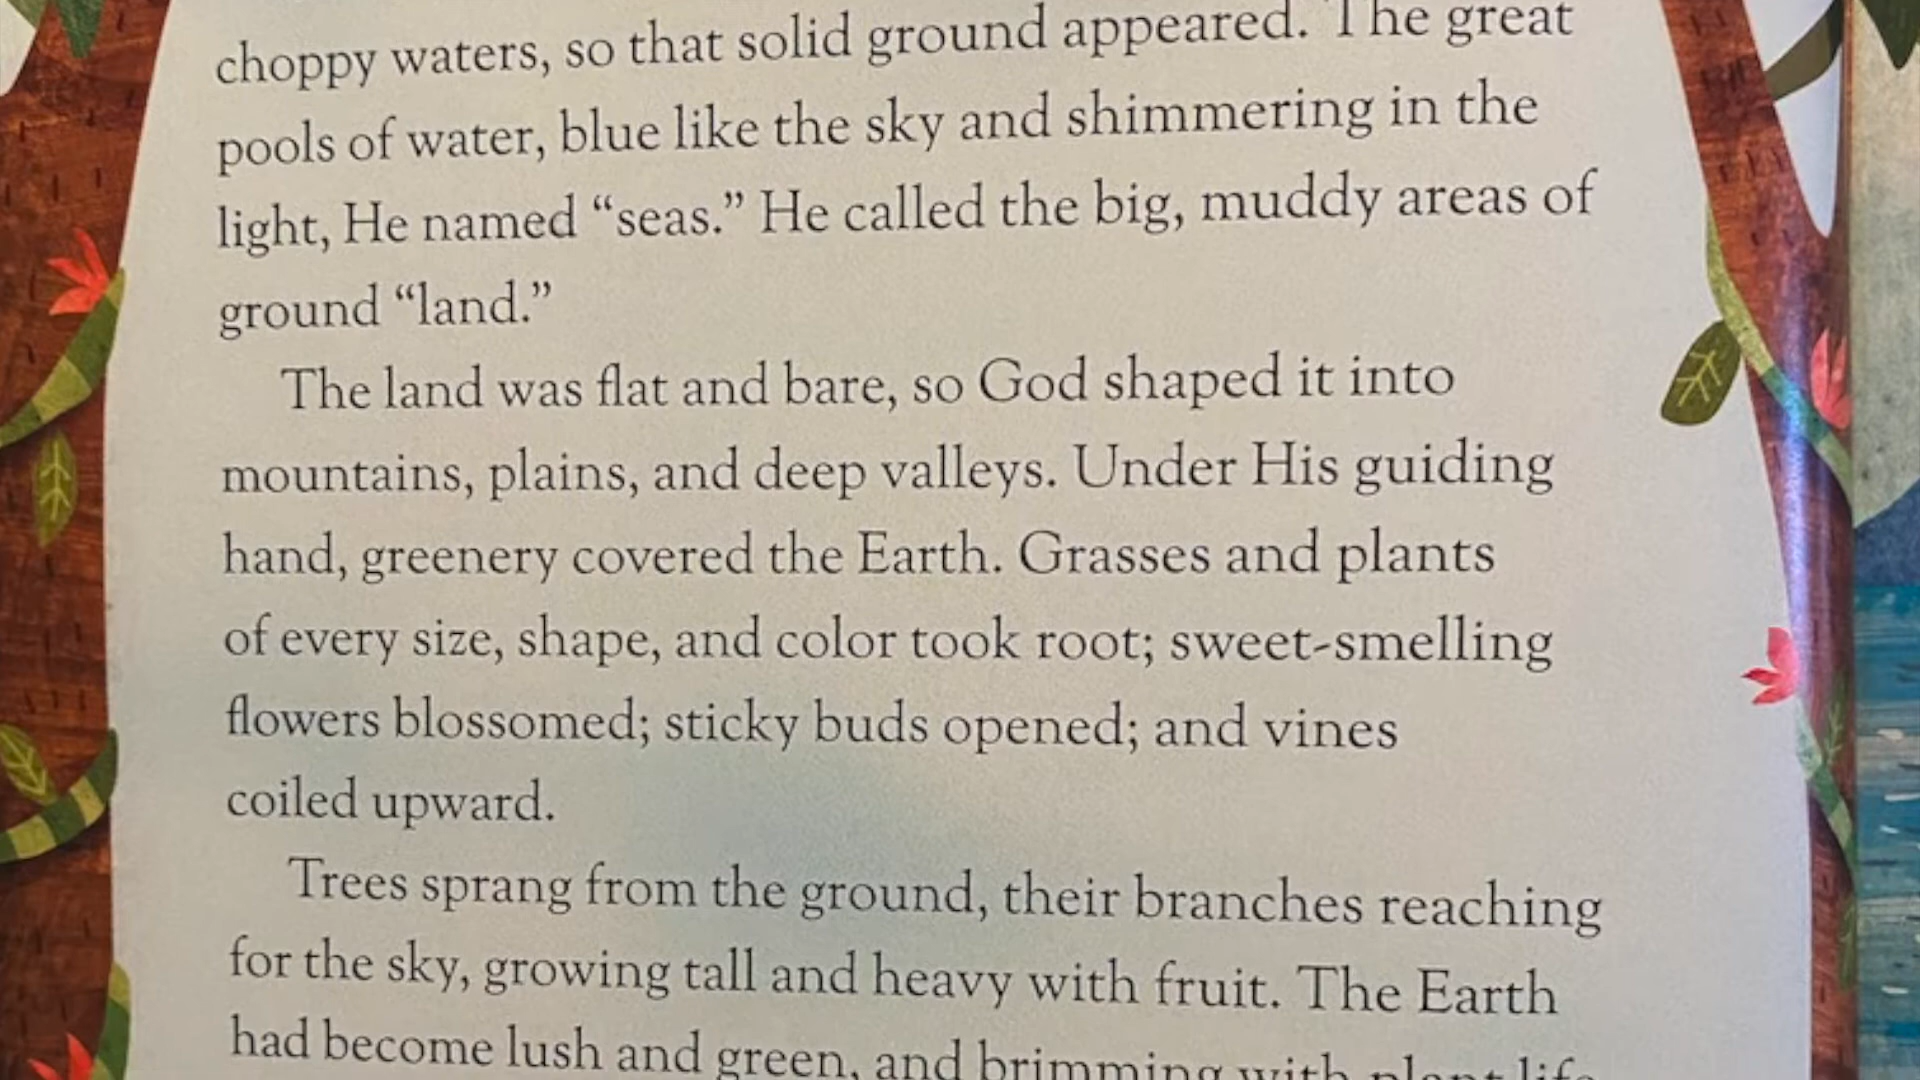 choppy waters, so that solid ground appeared. The great
pools of water, blue like the sky and shimmering in the
light, He named “seas.” He called the big, muddy areas of
ground “land.”
The land was flat and bare, so God shaped it into
mountains, plains, and deep valleys. Under His guiding
hand, greenery covered the Earth. Grasses and plants
of every size, shape, and color took root; sweet-smelling
flowers blossomed; sticky buds opened; and vines
coiled upward.
Trees sprang from the ground, their branches reaching
for the sky, growing tall and heavy with fruit. The Earth
had become lush and green, and brimming with plant life